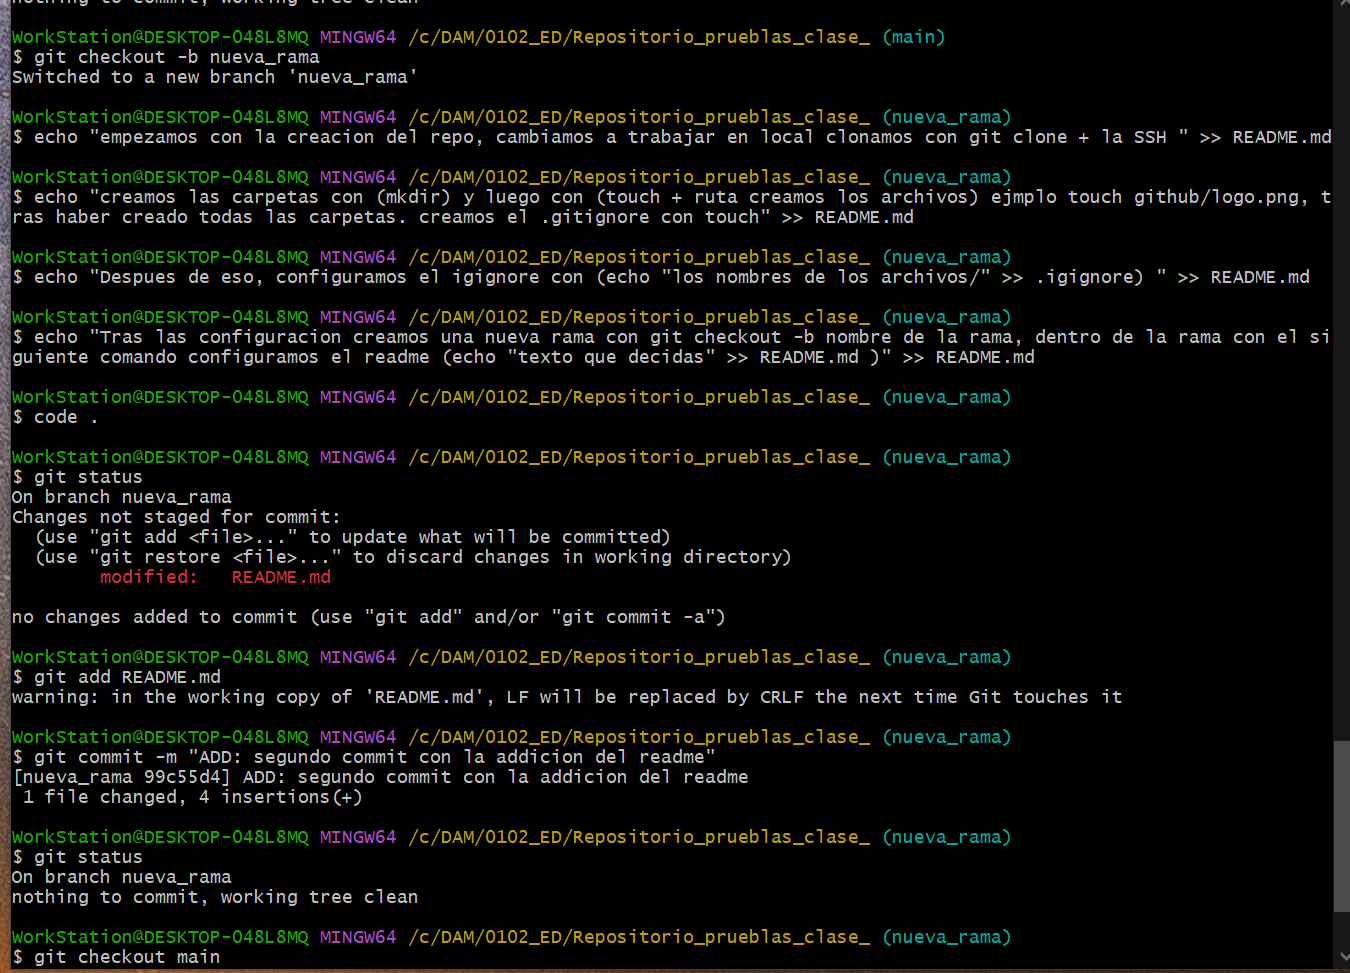 nothing to commit, working tree clean
WorkStation@DESKTOP-048L8MQ MINGW64 /c/DAM/0102_ED/Repositorio_prueblas_clase_ (main)
$ git checkout -b nueva_rama
Switched to a new branch 'nueva_rama'
WorkStation@DESKTOP-048L8MQ MINGW64 /c/DAM/0102_ED/Repositorio_prueblas_clase_ (nueva_rama)
$ echo "empezamos con la creacion del repo, cambiamos a trabajar en local clonamos con git clone + la SSH " >> README.md
WorkStation@DESKTOP-048L8MQ MINGW64 /c/DAM/0102_ED/Repositorio_prueblas_clase_ (nueva_rama)
$ echo "creamos las carpetas con (mkdir) y luego con (touch + ruta creamos los archivos) ejmplo touch github/logo.png, t
ras haber creado todas las carpetas. creamos el .gitignore con touch" >> README.md
WorkStation@DESKTOP-048L8MQ MINGW64 /c/DAM/0102_ED/Repositorio_prueblas_clase_ (nueva_rama)
$ echo "Despues de eso, configuramos el igignore con (echo "los nombres de los archivos/" >> .igignore) " >> README.md
WorkStation@DESKTOP-048L8MQ MINGW64 /c/DAM/0102_ED/Repositorio_prueblas_clase_ (nueva_rama)
$ echo "Tras las configuracion creamos una nueva rama con git checkout -b nombre de la rama, dentro de la rama con el si
guiente comando configuramos el readme (echo "texto que decidas" >> README.md )" >> README.md
WorkStation@DESKTOP-048L8MQ MINGW64 /c/DAM/0102_ED/Repositorio_prueblas_clase_ (nueva_rama)
$ code .
WorkStation@DESKTOP-048L8MQ MINGW64 /c/DAM/0102_ED/Repositorio_prueblas_clase_ (nueva_rama)
$ git status
On branch nueva_rama
Changes not staged for commit:
  (use "git add <file>..." to update what will be committed)
  (use "git restore <file>..." to discard changes in working directory)
        modified:   README.md
no changes added to commit (use "git add" and/or "git commit -a")
WorkStation@DESKTOP-048L8MQ MINGW64 /c/DAM/0102_ED/Repositorio_prueblas_clase_ (nueva_rama)
$ git add README.md
warning: in the working copy of 'README.md', LF will be replaced by CRLF the next time Git touches it
WorkStation@DESKTOP-048L8MQ MINGW64 /c/DAM/0102_ED/Repositorio_prueblas_clase_ (nueva_rama)
$ git commit -m "ADD: segundo commit con la addicion del readme"
[nueva_rama 99c55d4] ADD: segundo commit con la addicion del readme
 1 file changed, 4 insertions(+)
WorkStation@DESKTOP-048L8MQ MINGW64 /c/DAM/0102_ED/Repositorio_prueblas_clase_ (nueva_rama)
$ git status
On branch nueva_rama
nothing to commit, working tree clean
WorkStation@DESKTOP-048L8MQ MINGW64 /c/DAM/0102_ED/Repositorio_prueblas_clase_ (nueva_rama)
$ git checkout main